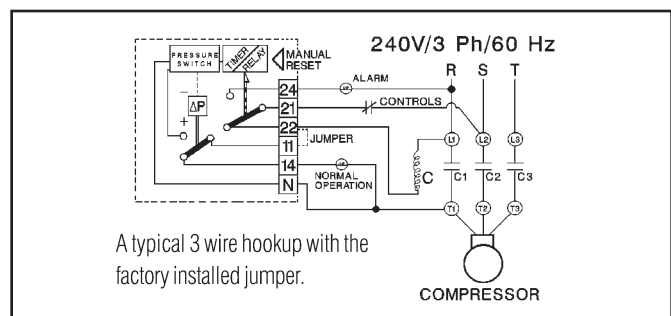 240V/3 Ph/60 Hz
PRESSURE
SWITCH
TIMER
RELAY
MANUAL
RESET
R S T
ALARM
24
21
CONTROLS
− ΔP +
22
JUMPER
11
L1 L2 L3
C C1 C2 C3
14
NORMAL
OPERATION
N
T1 T2 T3
A typical 3 wire hookup with the
factory installed jumper.
COMPRESSOR